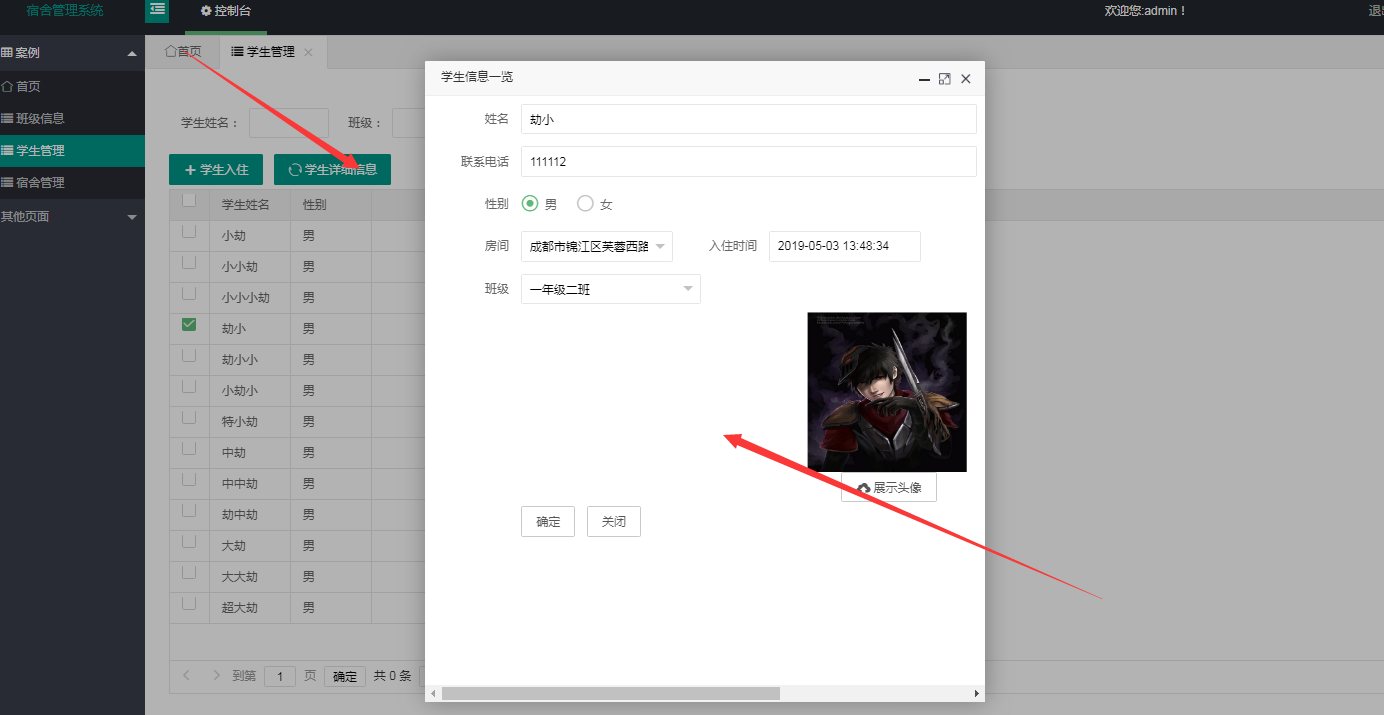 宿舍管理系统
控制台
欢迎您:admin！
案例
首页
班级信息
学生管理
宿舍管理
其他页面
首页
学生管理
学生姓名：
班级：
学生入住
学生详细信息
学生姓名 性别
小劫 男
小小劫 男
小小小劫 男
劫小 男
劫小小 男
小劫小 男
特小劫 男
中劫 男
中中劫 男
劫中劫 男
大劫 男
大大劫 男
超大劫 男
到第 1 页 确定 共 0 条
学生信息一览
姓名 劫小
联系电话 111112
性别 男 女
房间 成都市锦江区芙蓉西路
入住时间 2019-05-03 13:48:34
班级 一年级二班
展示头像
确定 关闭